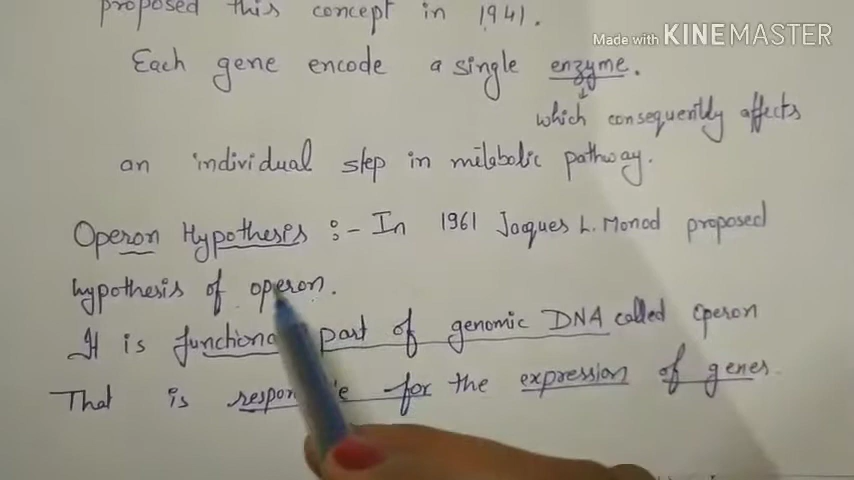 proposed this concept in 1941.
Made with KINEMASTER
Each gene encode a single enzyme.
which consequently affects
an individual step in metabolic pathway.
Operon Hypothesis :- In 1961 Jacques L. Monod proposed
hypothesis of operon.
It is functional part of genomic DNA called operon
That is for the expression of genes.